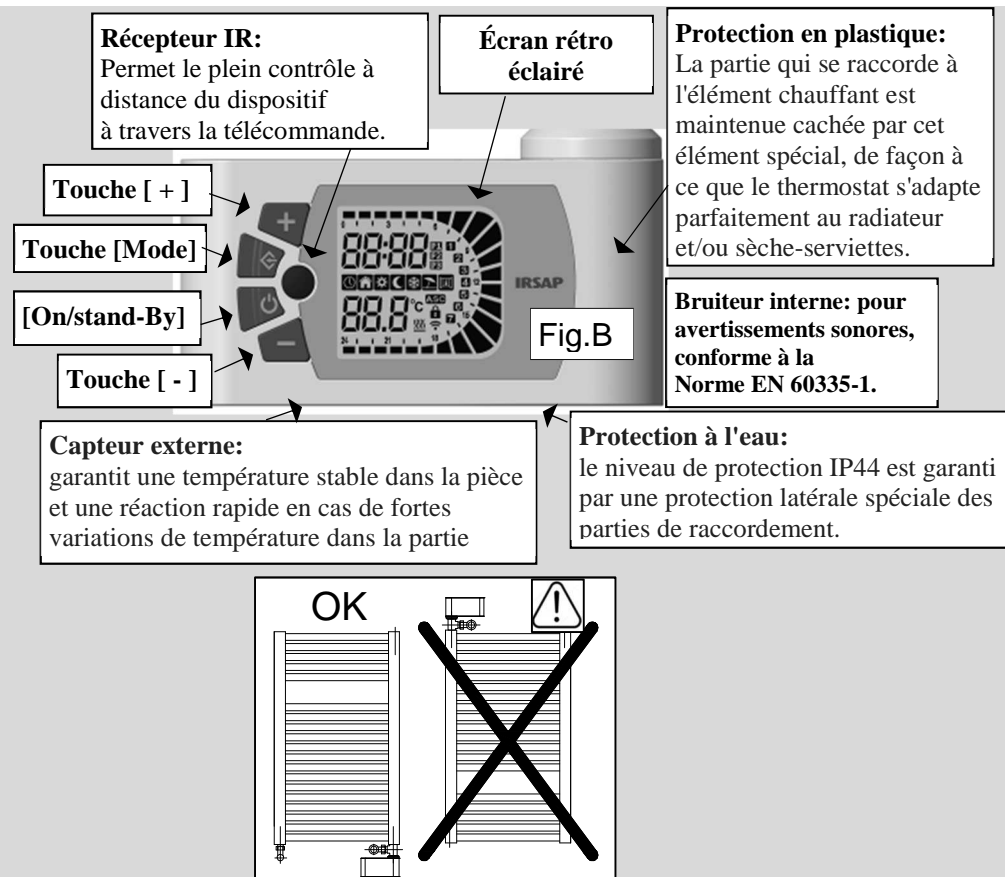 Récepteur IR:
Permet le plein contrôle à
distance du dispositif
à travers la télécommande.
Écran rétro
éclairé
Protection en plastique:
La partie qui se raccorde à
l'élément chauffant est
maintenue cachée par cet
élément spécial, de façon à
ce que le thermostat s'adapte
parfaitement au radiateur
et/ou sèche-serviettes.
Touche [ + ]
Touche [Mode]
[On/stand-By]
Touche [ - ]
88:88
88.8°C
ASC
IRSAP
Fig.B
Bruiteur interne: pour
avertissements sonores,
conforme à la
Norme EN 60335-1.
Capteur externe:
garantit une température stable dans la pièce
et une réaction rapide en cas de fortes
variations de température dans la partie
Protection à l'eau:
le niveau de protection IP44 est garanti
par une protection latérale spéciale des
parties de raccordement.
OK